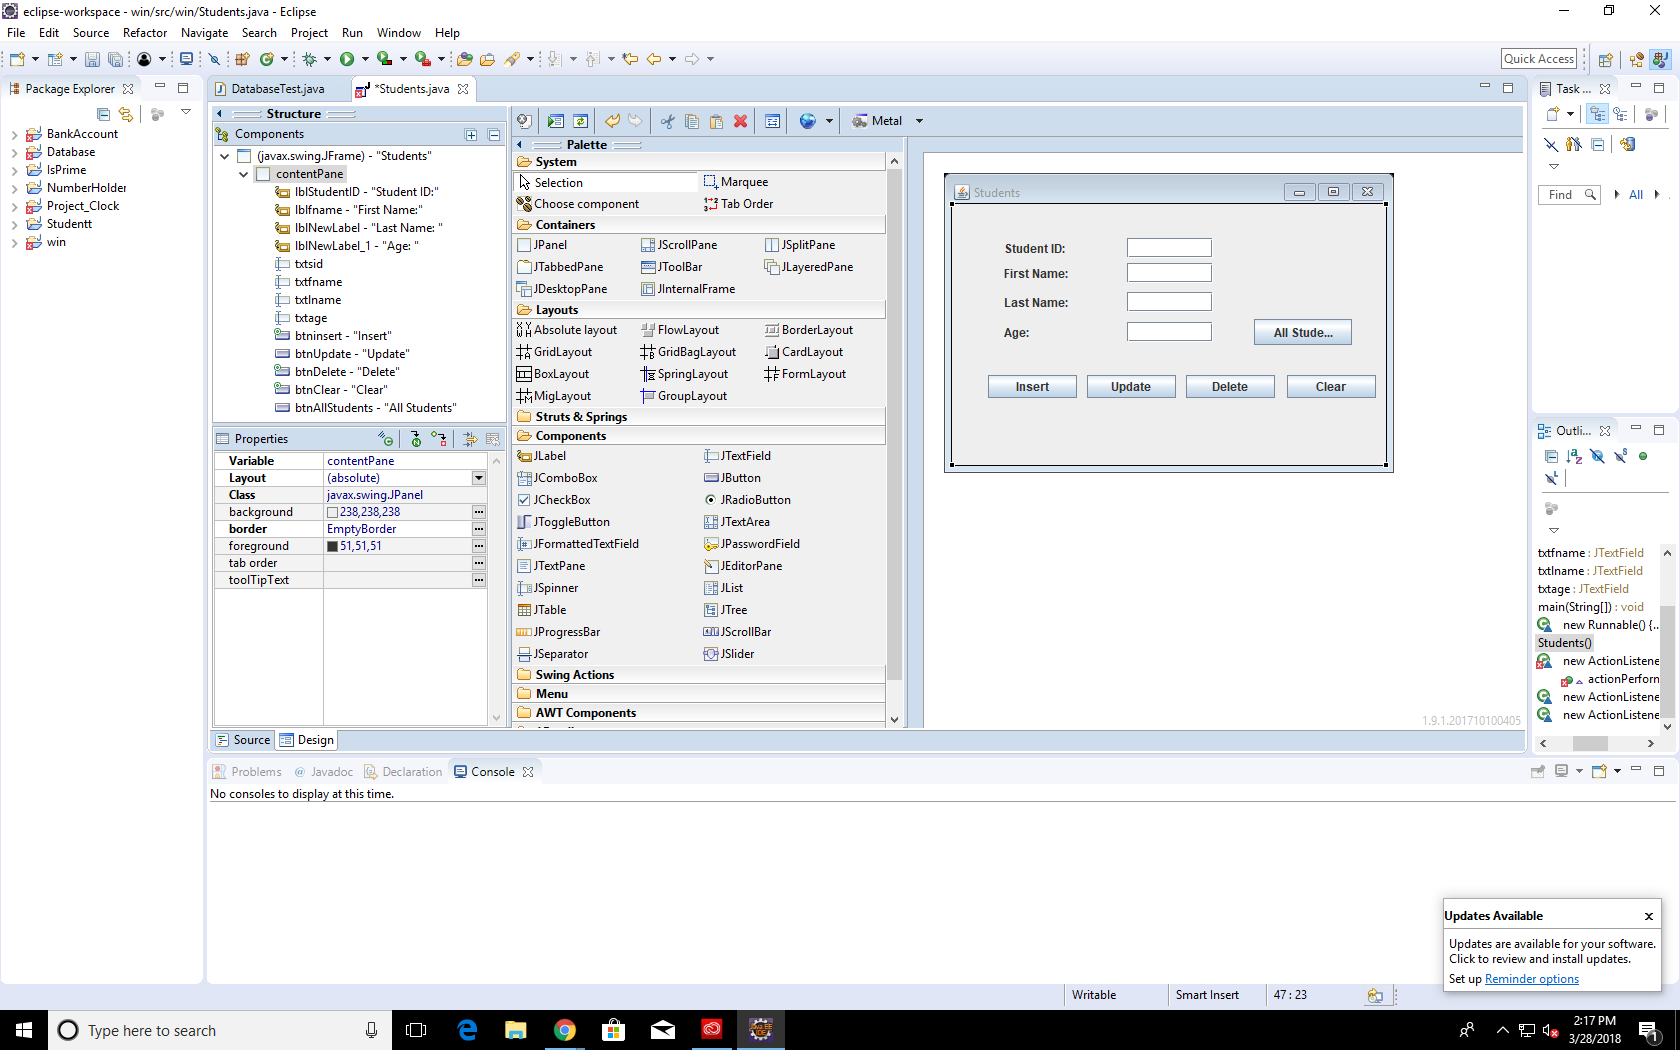 eclipse-workspace - win/src/win/Students.java - Eclipse
File Edit Source Refactor Navigate Search Project Run Window Help
Quick Access
Package Explorer
BankAccount
Database
IsPrime
NumberHolder
Project_Clock
Studentt
win
DatabaseTest.java
*Students.java
Structure
Components
(javax.swing.JFrame) - "Students"
contentPane
lblStudentID - "Student ID:"
lblfname - "First Name:"
lblNewLabel - "Last Name: "
lblNewLabel_1 - "Age: "
txtsid
txtfname
txtlname
txtage
btninsert - "Insert"
btnUpdate - "Update"
btnDelete - "Delete"
btnClear - "Clear"
btnAllStudents - "All Students"
Properties
Variable contentPane
Layout (absolute)
Class javax.swing.JPanel
background 238,238,238
border EmptyBorder
foreground 51,51,51
tab order
toolTipText
Source Design
Metal
Palette
System
Selection Marquee
Choose component Tab Order
Containers
JPanel JScrollPane JSplitPane
JTabbedPane JToolBar JLayeredPane
JDesktopPane JInternalFrame
Layouts
Absolute layout FlowLayout BorderLayout
GridLayout GridBagLayout CardLayout
BoxLayout SpringLayout FormLayout
MigLayout GroupLayout
Struts & Springs
Components
JLabel JTextField
JComboBox JButton
JCheckBox JRadioButton
JToggleButton JTextArea
JFormattedTextField JPasswordField
JTextPane JEditorPane
JSpinner JList
JTable JTree
JProgressBar JScrollBar
JSeparator JSlider
Swing Actions
Menu
AWT Components
Students
Student ID:
First Name:
Last Name:
Age:
All Stude...
Insert Update Delete Clear
1.9.1.201710100405
Task ...
Find All
Outli...
txtfname : JTextField
txtlname : JTextField
txtage : JTextField
main(String[]) : void
new Runnable() {..
Students()
new ActionListene
actionPerforn
new ActionListene
new ActionListene
Problems @ Javadoc Declaration Console
No consoles to display at this time.
Updates Available x
Updates are available for your software.
Click to review and install updates.
Set up Reminder options
Writable Smart Insert 47 : 23
Type here to search
2:17 PM
3/28/2018
1